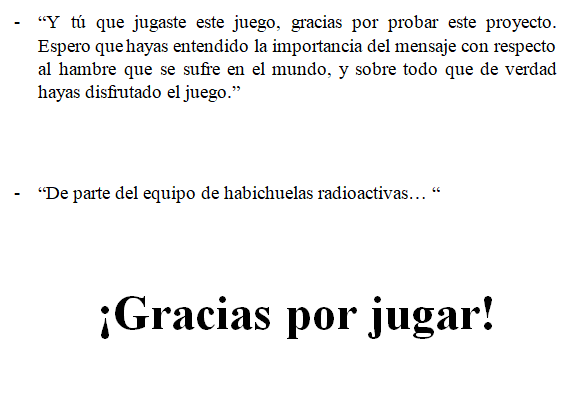 - “Y tú que jugaste este juego, gracias por probar este proyecto.
Espero que hayas entendido la importancia del mensaje con respecto
al hambre que se sufre en el mundo, y sobre todo que de verdad
hayas disfrutado el juego.”
- “De parte del equipo de habichuelas radioactivas… “
¡Gracias por jugar!